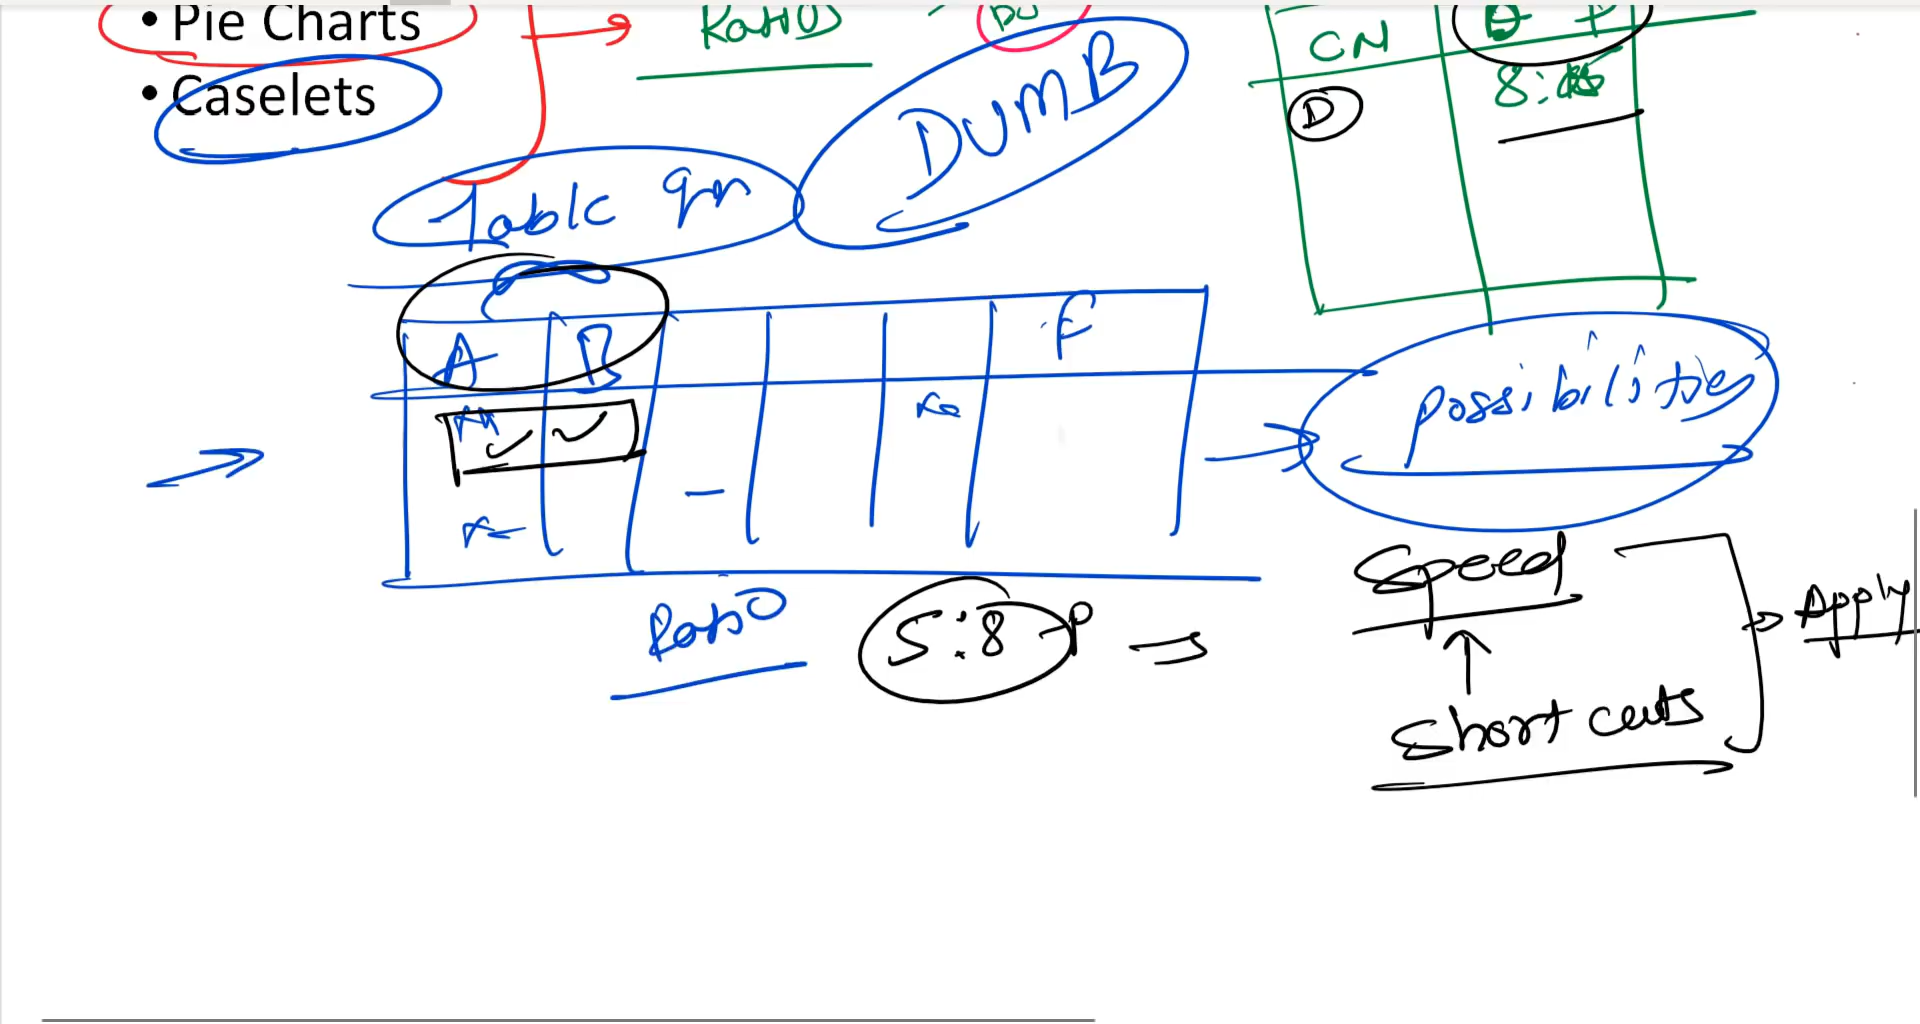 • Pie Charts
Ratios
CN
• Caselets
DUMB
8:
D
Table
A B F
possibilities
Speed
Apply
Ratio 5:8
Short cuts